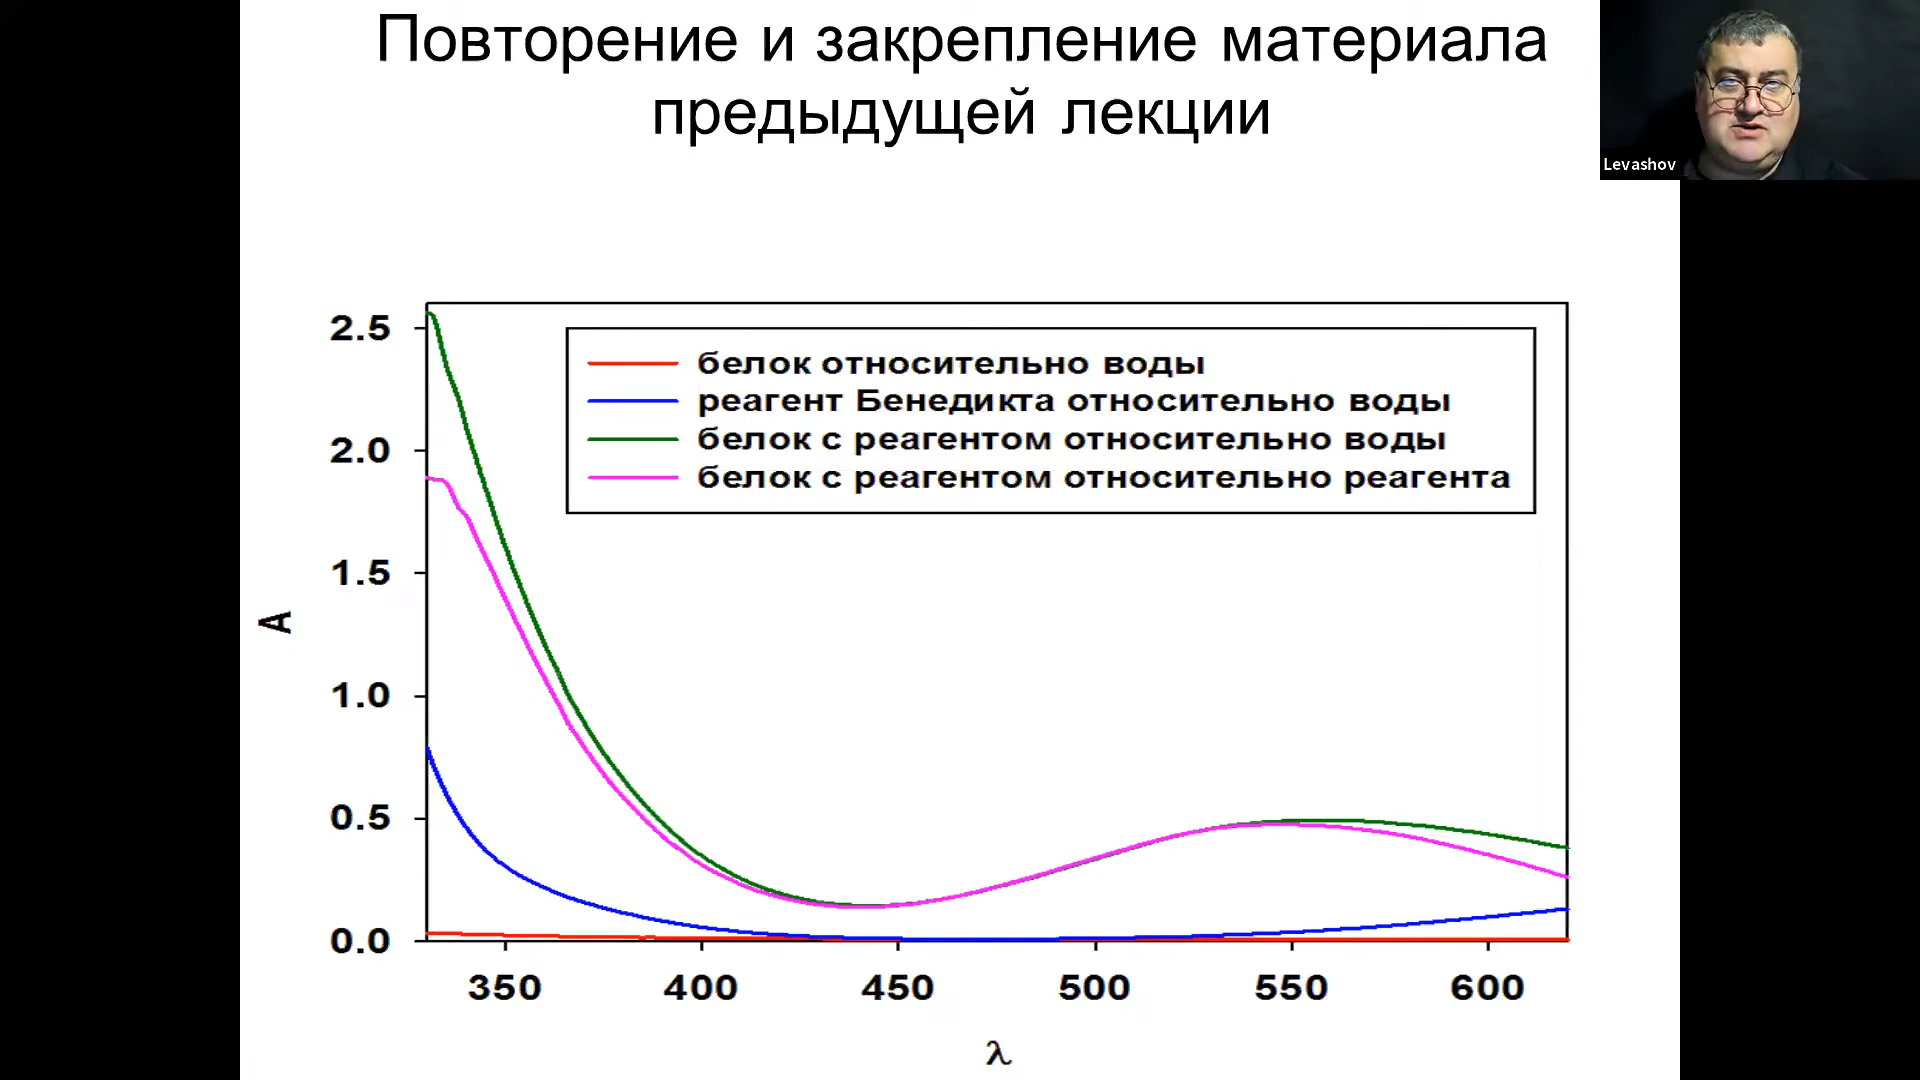 Повторение и закрепление материала
предыдущей лекции
Levashov
белок относительно воды
реагент Бенедикта относительно воды
белок с реагентом относительно воды
белок с реагентом относительно реагента
2.5
2.0
1.5
1.0
0.5
0.0
A
350 400 450 500 550 600
λ